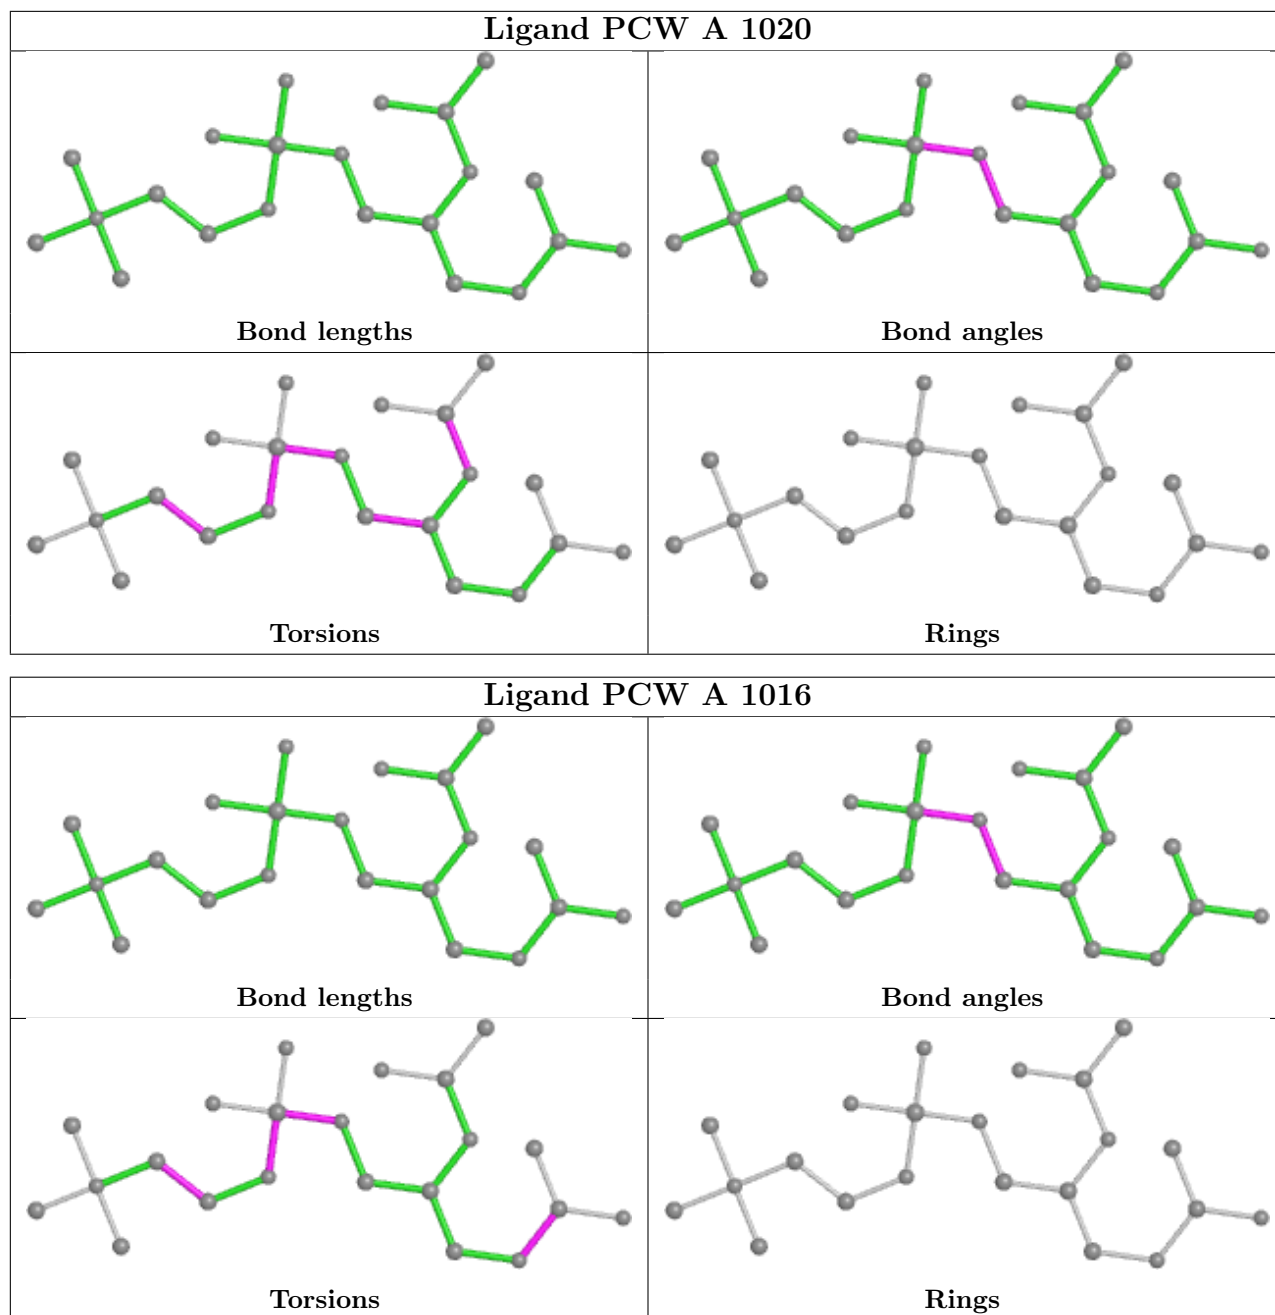 Ligand PCW A 1020
Bond lengths
Bond angles
Torsions
Rings
Ligand PCW A 1016
Bond lengths
Bond angles
Torsions
Rings